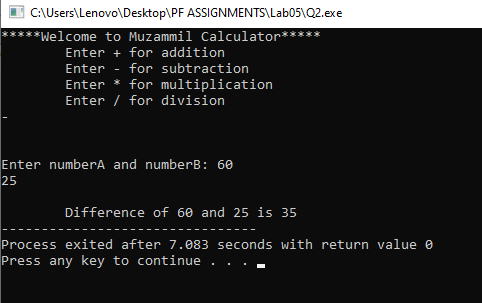 C:\Users\Lenovo\Desktop\PF ASSIGNMENTS\Lab05\Q2.exe
*****Welcome to Muzammil Calculator*****
Enter + for addition
Enter - for subtraction
Enter * for multiplication
Enter / for division
-
Enter numberA and numberB: 60
25
Difference of 60 and 25 is 35
--------------------------------
Process exited after 7.083 seconds with return value 0
Press any key to continue . . .